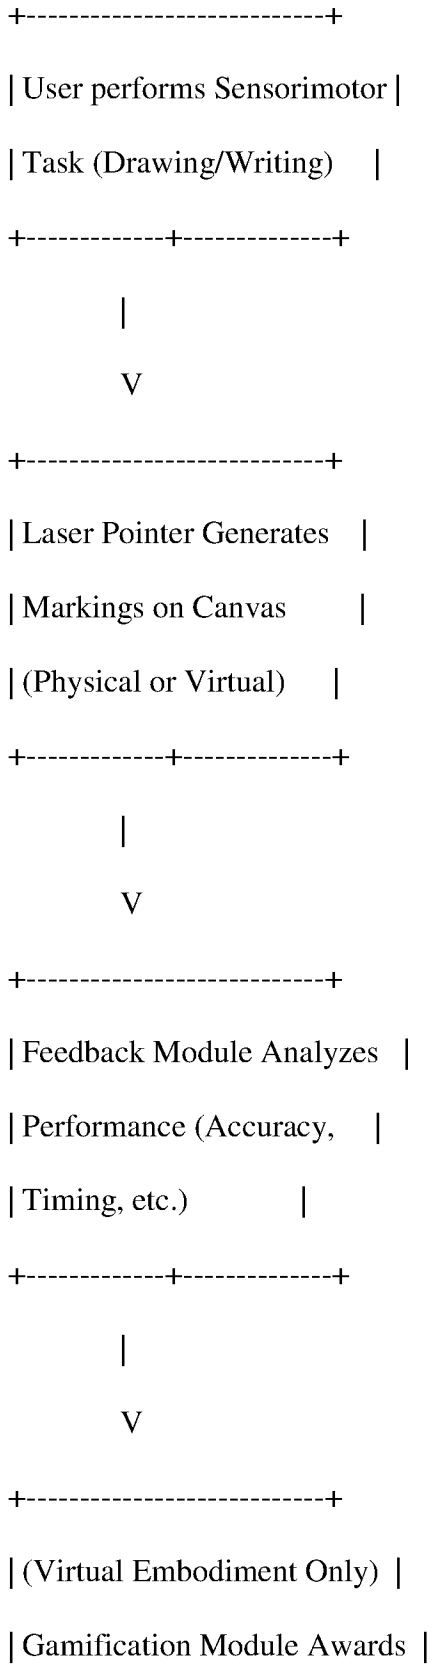 +---------------------------+
| User performs Sensorimotor |
| Task (Drawing/Writing) |
+-------------+-------------+
|
V
+---------------------------+
| Laser Pointer Generates |
| Markings on Canvas |
| (Physical or Virtual) |
+-------------+-------------+
|
V
+---------------------------+
| Feedback Module Analyzes |
| Performance (Accuracy, |
| Timing, etc.) |
+-------------+-------------+
|
V
+---------------------------+
| (Virtual Embodiment Only) |
| Gamification Module Awards |